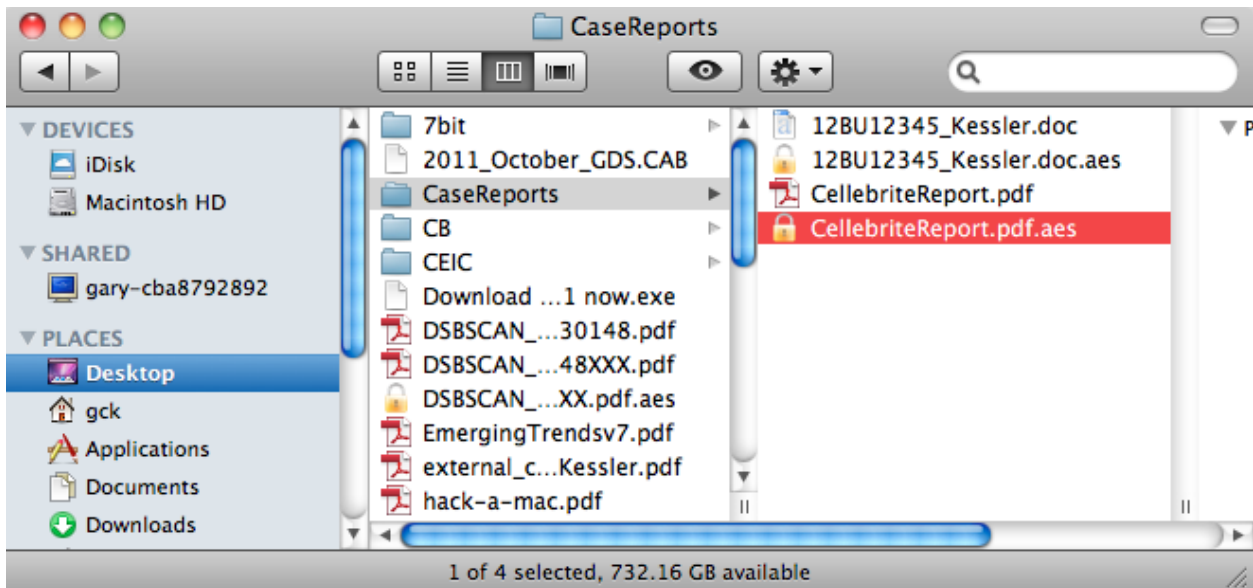 CaseReports
DEVICES
iDisk
Macintosh HD
SHARED
gary-cba8792892
PLACES
Desktop
gck
Applications
Documents
Downloads
7bit
2011_October_GDS.CAB
CaseReports
CB
CEIC
Download ...1 now.exe
DSBSCAN_...30148.pdf
DSBSCAN_...48XXX.pdf
DSBSCAN_...XX.pdf.aes
EmergingTrendsv7.pdf
external_c...Kessler.pdf
hack-a-mac.pdf
12BU12345_Kessler.doc
12BU12345_Kessler.doc.aes
CellebriteReport.pdf
CellebriteReport.pdf.aes
1 of 4 selected, 732.16 GB available